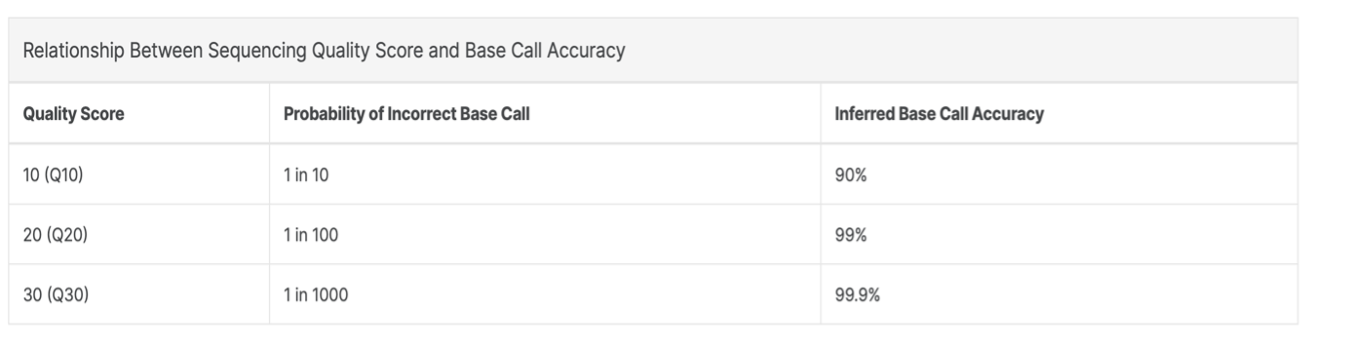 Relationship Between Sequencing Quality Score and Base Call Accuracy
Quality Score Probability of Incorrect Base Call Inferred Base Call Accuracy
10 (Q10) 1 in 10 90%
20 (Q20) 1 in 100 99%
30 (Q30) 1 in 1000 99.9%